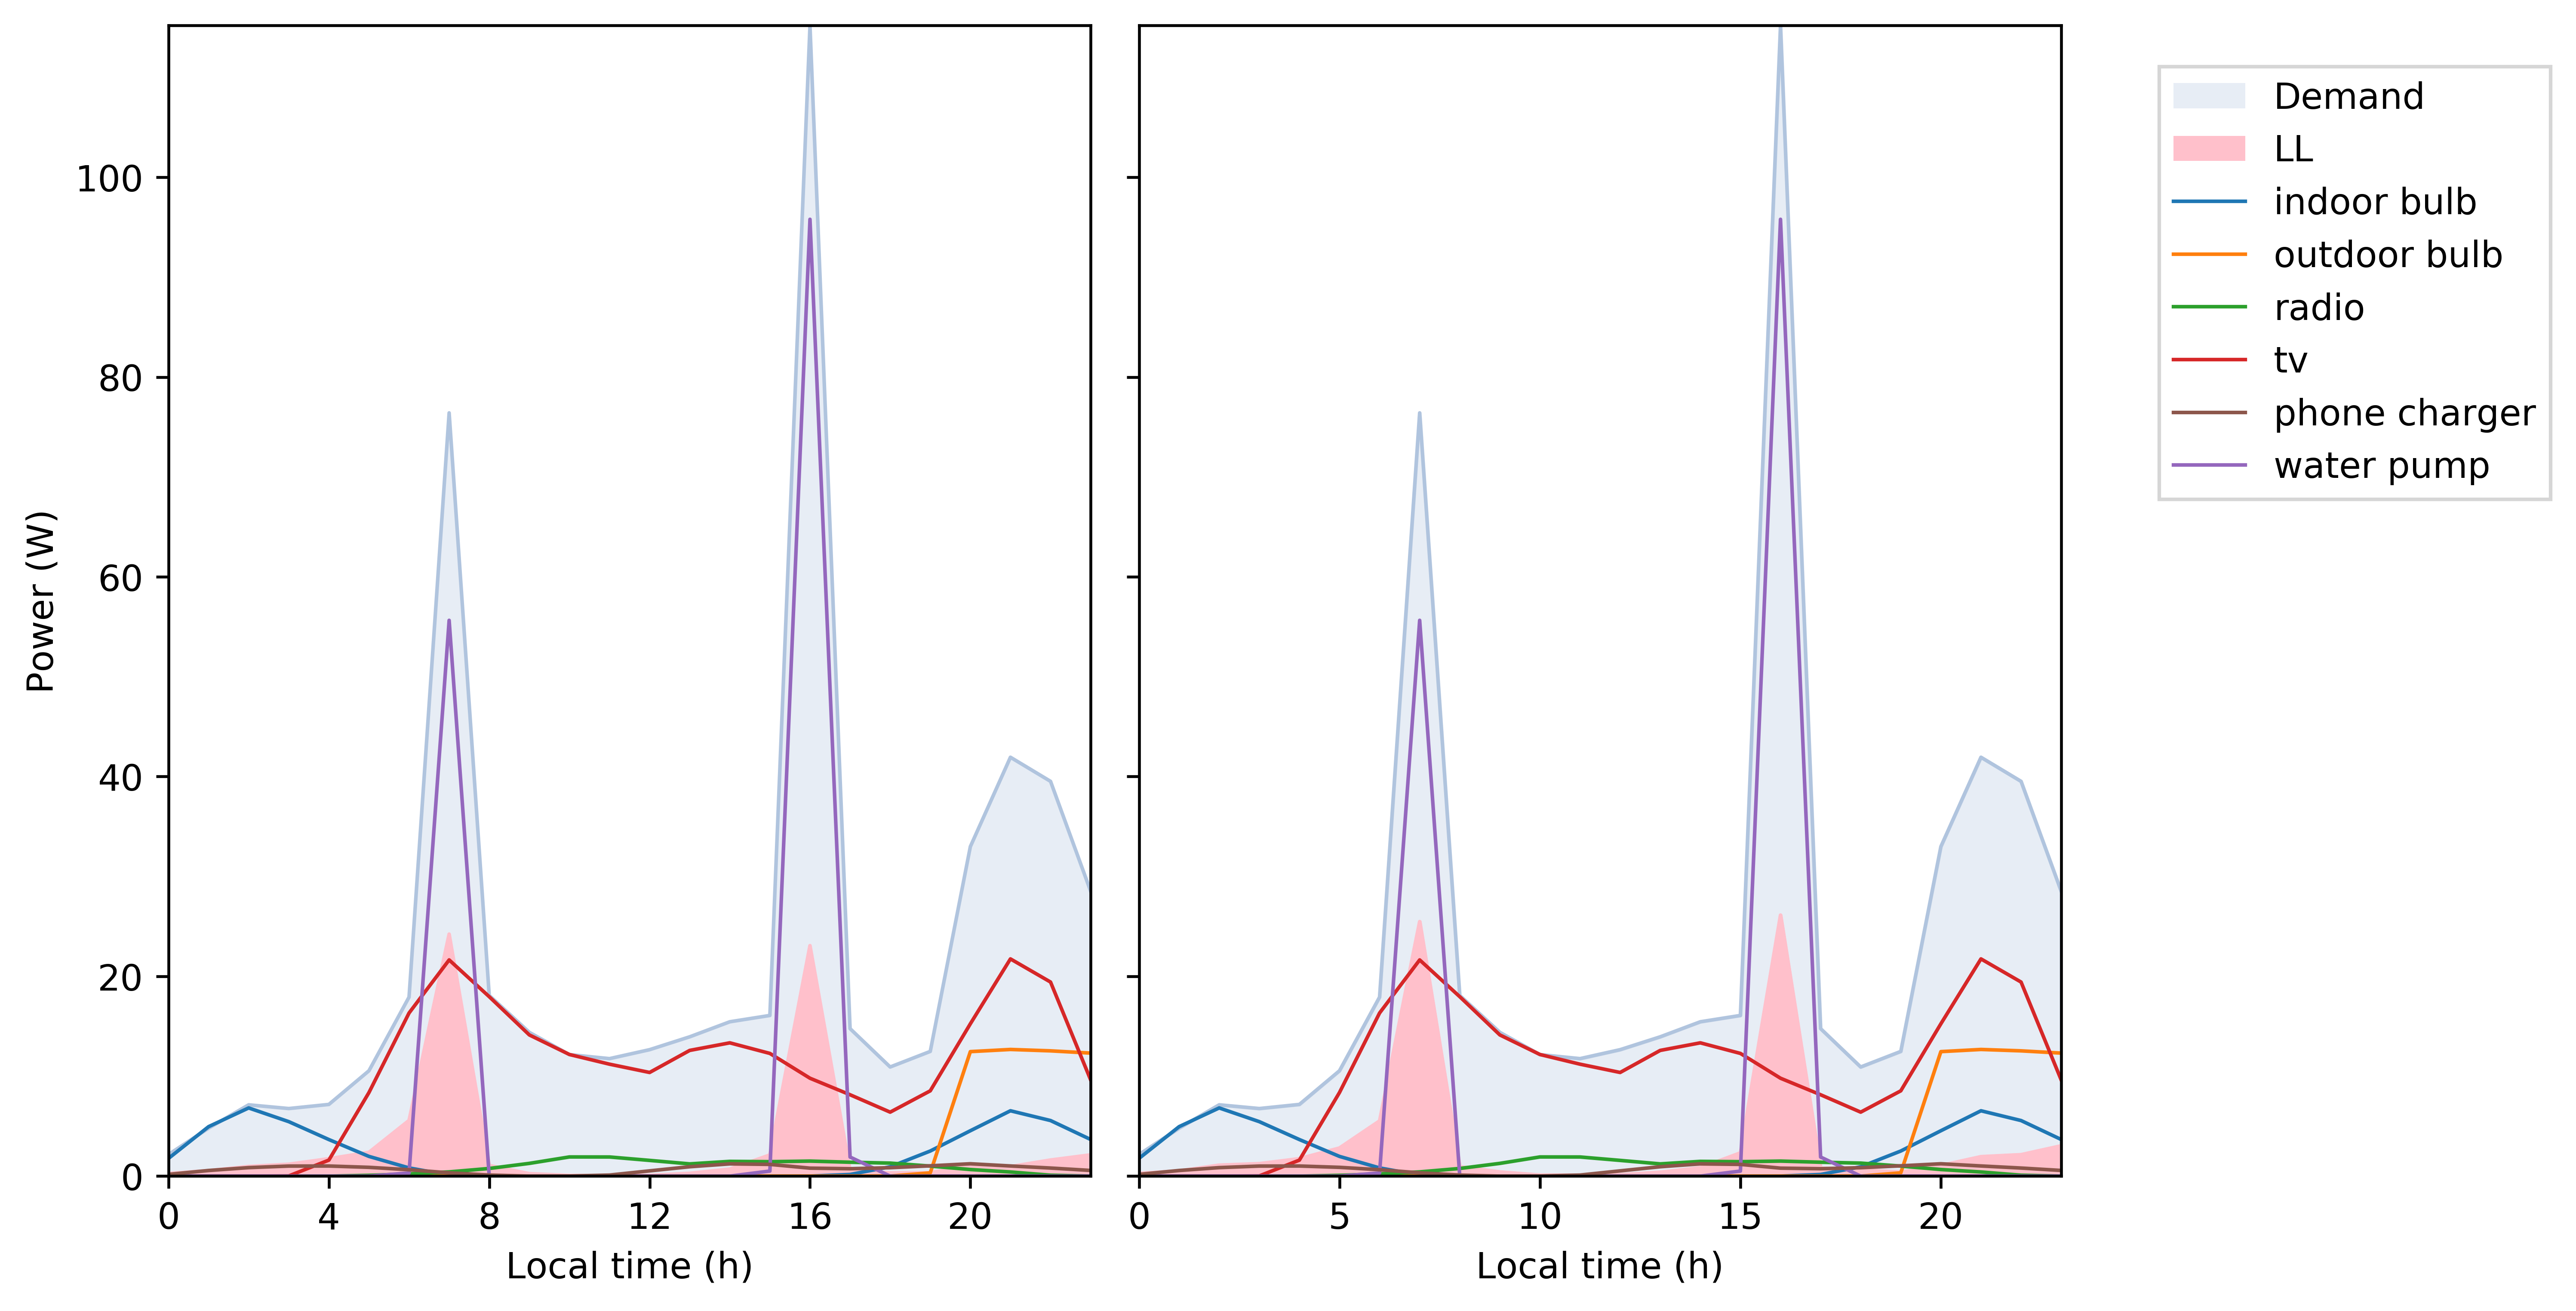 Power (W)
100
80
60
40
20
0
0 4 8 12 16 20
Local time (h)
0 5 10 15 20
Local time (h)
Demand
LL
indoor bulb
outdoor bulb
radio
tv
phone charger
water pump